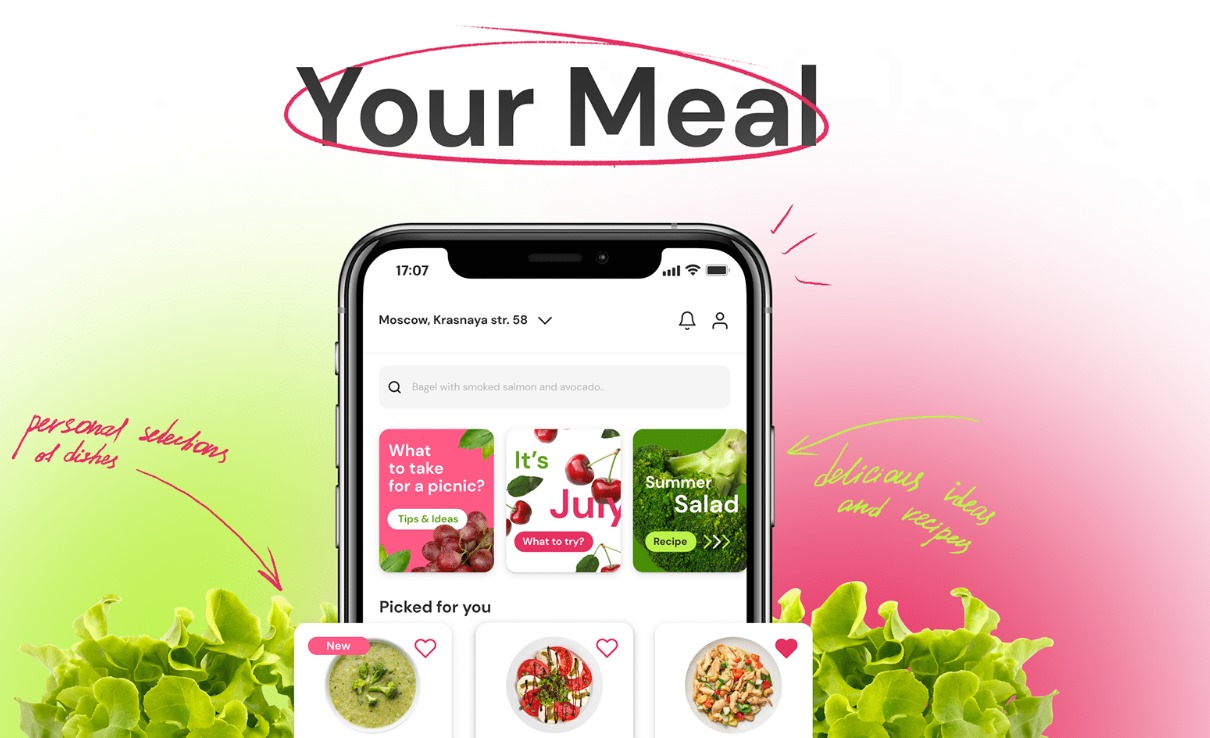 Your Meal
17:07
Moscow, Krasnaya str. 58
Bagel with smoked salmon and avocado..
personal selections
of dishes
delicious ideas
and recipes
What
to take
for a picnic?
Tips & Ideas
It's
July
What to try?
Summer
Salad
Recipe
Picked for you
New